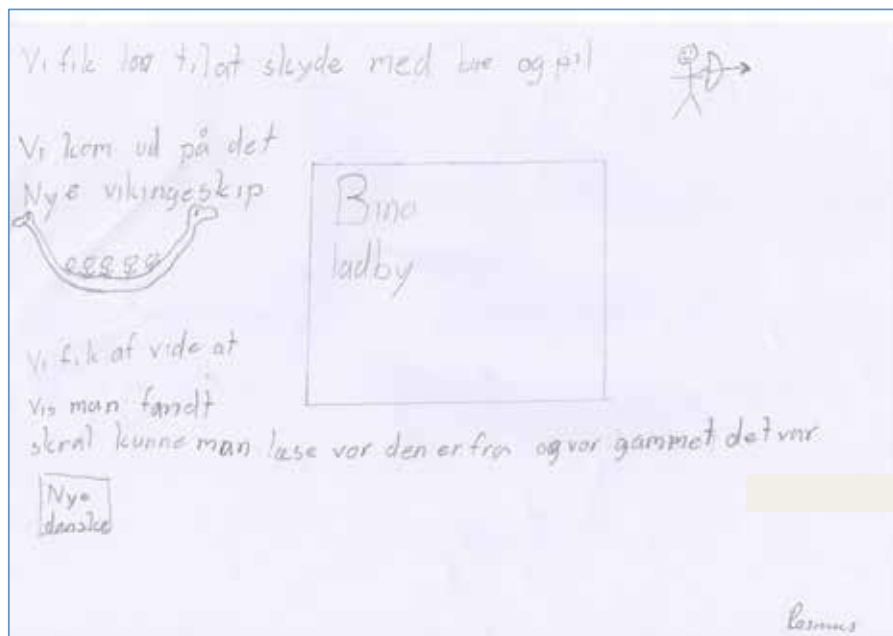 Vi fik lov til at skyde med bue og pil
Vi kom ud på det
Nye vikingeskip
Bino
ladby
Vi fik af vide at
vis man fandt
skral kunne man læse vor den er fra og vor gammet det var
Nye
danske
Rasmus